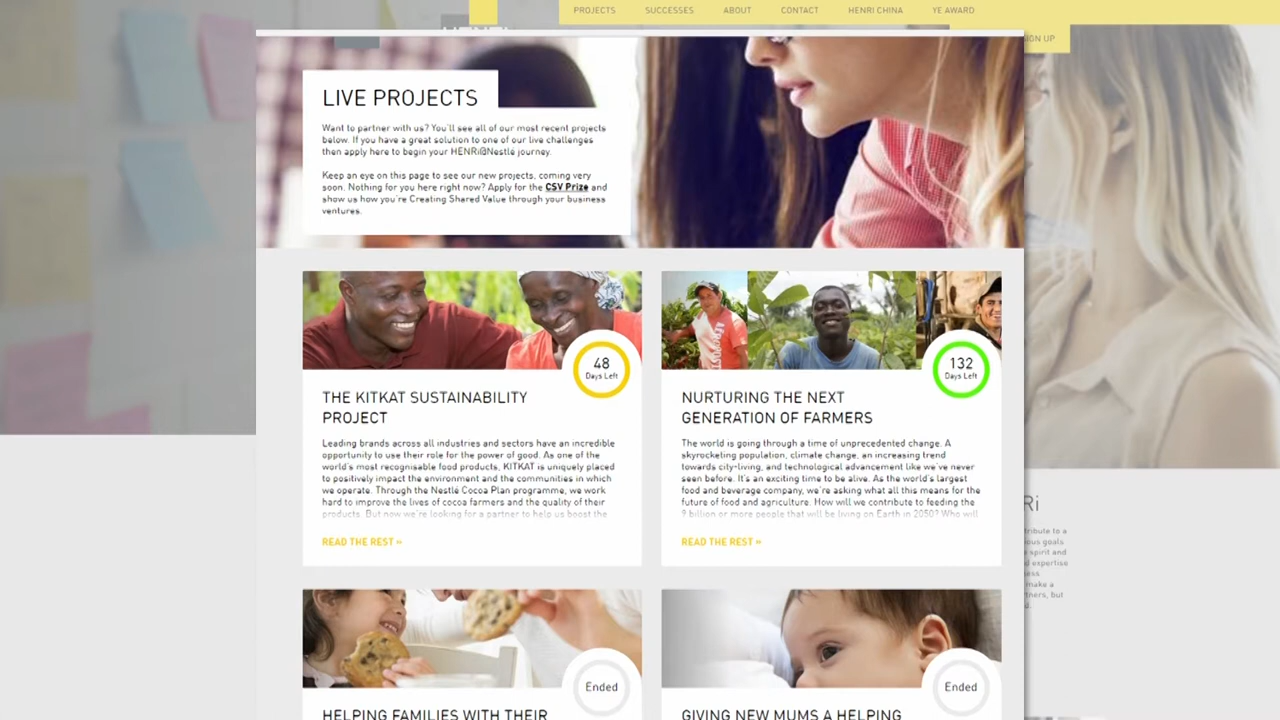 PROJECTS SUCCESSES ABOUT CONTACT HENRI CHINA YE AWARD
SIGN UP
LIVE PROJECTS
Want to partner with us? You'll see all of our most recent projects
below. If you have a great solution to one of our live challenges
then apply here to begin your HENRi@Nestlé journey.
Keep an eye on this page to see our new projects, coming very
soon. Nothing for you here right now? Apply for the CSV Prize and
show us how you're Creating Shared Value through your business
ventures.
48
Days Left
THE KITKAT SUSTAINABILITY
PROJECT
Leading brands across all industries and sectors have an incredible
opportunity to use their role for the power of good. As one of the
world's most recognisable food products, KITKAT is uniquely placed
to positively impact the environment and the communities in which
we operate. Through the Nestlé Cocoa Plan programme, we work
hard to improve the lives of cocoa farmers and the quality of their
products. But now we're looking for a partner to help us boost the
READ THE REST »
132
Days Left
NURTURING THE NEXT
GENERATION OF FARMERS
The world is going through a time of unprecedented change. A
skyrocketing population, climate change, an increasing trend
towards city-living, and technological advancement like we've never
seen before. It's an exciting time to be alive. As the world's largest
food and beverage company, we're asking what all this means for the
future of food and agriculture. How will we contribute to feeding the
9 billion or more people that will be living on Earth in 2050? Who will
READ THE REST »
Ri
tribute to a
ious goals
spirit and
d expertise
ness
make a
tners, but
d.
Ended
HELPING FAMILIES WITH THEIR
Ended
GIVING NEW MUMS A HELPING